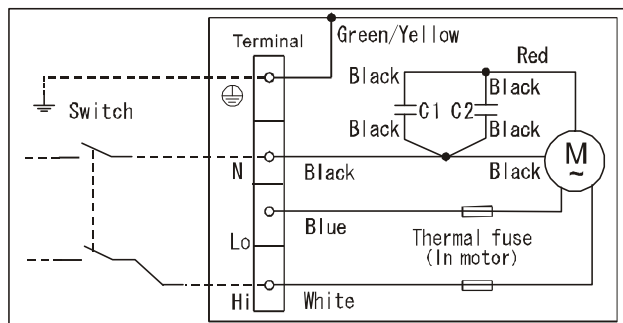 Terminal
Green/Yellow
Red
Black
Black
C1
C2
Black
Black
Switch
N
Black
Black
M
~
Lo
Blue
Thermal fuse
(In motor)
Hi
White